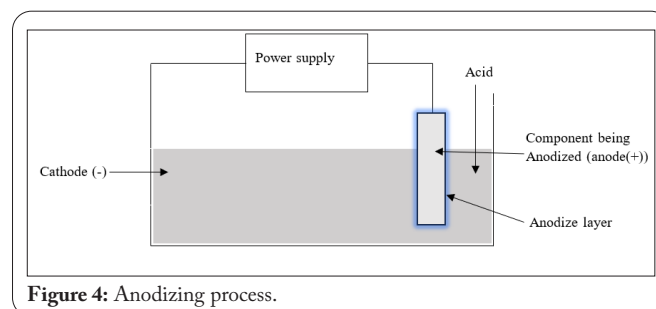 Power supply
Acid
Component being
Anodized (anode(+))
Cathode (-)
Anodize layer
Figure 4: Anodizing process.